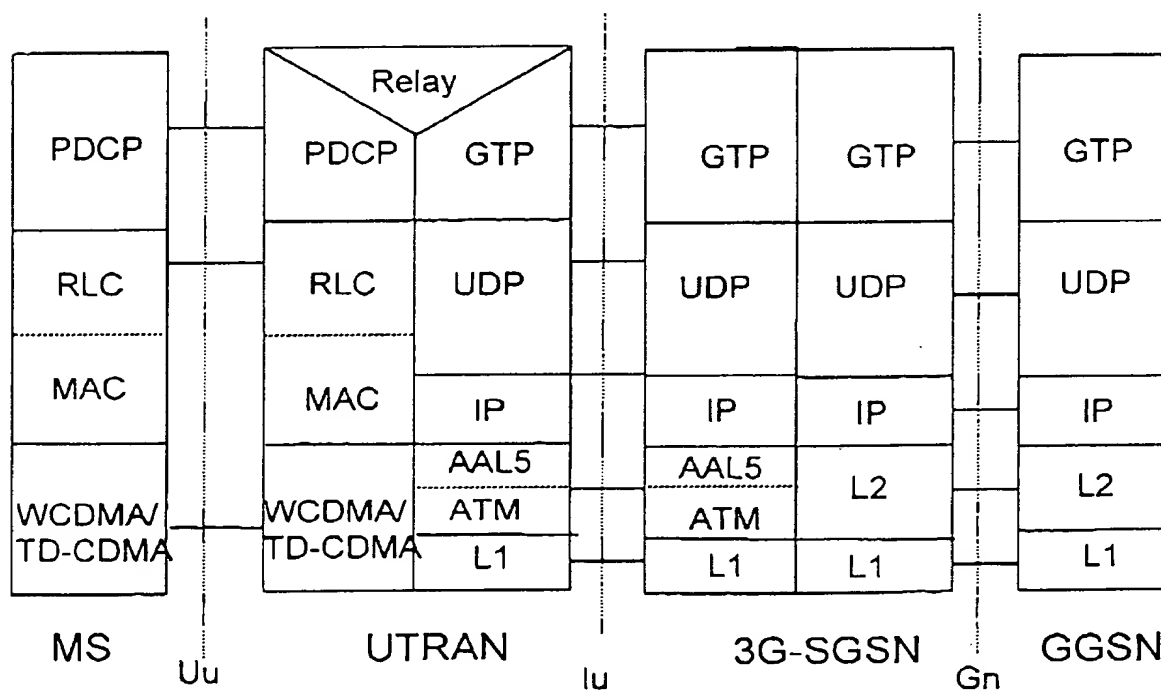 Relay
PDCP PDCP GTP GTP GTP GTP
RLC RLC UDP UDP UDP UDP
MAC MAC IP IP IP IP
AAL5 AAL5 L2 L2
WCDMA/ WCDMA/ ATM ATM
TD-CDMA TD-CDMA L1 L1 L1 L1
MS UTRAN 3G-SGSN GGSN
Uu Iu Gn